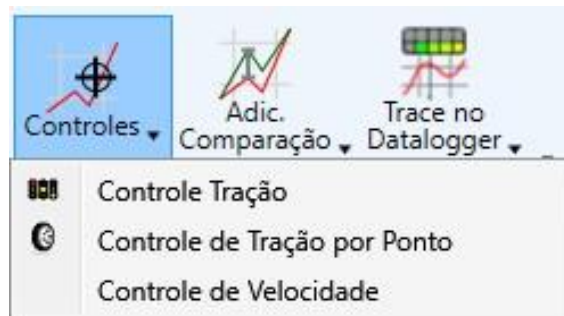 Controles
Adic.
Comparação
Trace no
Datalogger
Controle Tração
Controle de Tração por Ponto
Controle de Velocidade